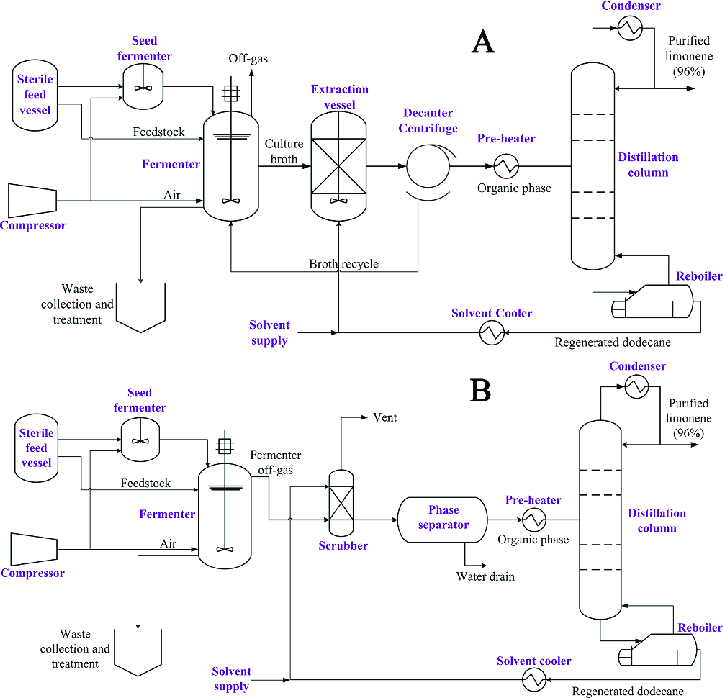 A
Condenser
Purified
limonene
(96%)
Seed
fermenter
Off-gas
Sterile
feed
vessel
Extraction
vessel
Decanter
Centrifuge
Pre-heater
Feedstock
Fermenter
Culture
broth
Organic phase
Distillation
column
Air
Compressor
Broth recycle
Waste
collection and
treatment
Reboiler
Solvent
supply
Solvent Cooler
Regenerated dodecane
B
Condenser
Purified
limonene
(96%)
Seed
fermenter
Vent
Sterile
feed
vessel
Fermenter
off-gas
Feedstock
Fermenter
Phase
separator
Pre-heater
Organic phase
Distillation
column
Air
Compressor
Scrubber
Water drain
Waste
collection and
treatment
Reboiler
Solvent
supply
Solvent cooler
Regenerated dodecane